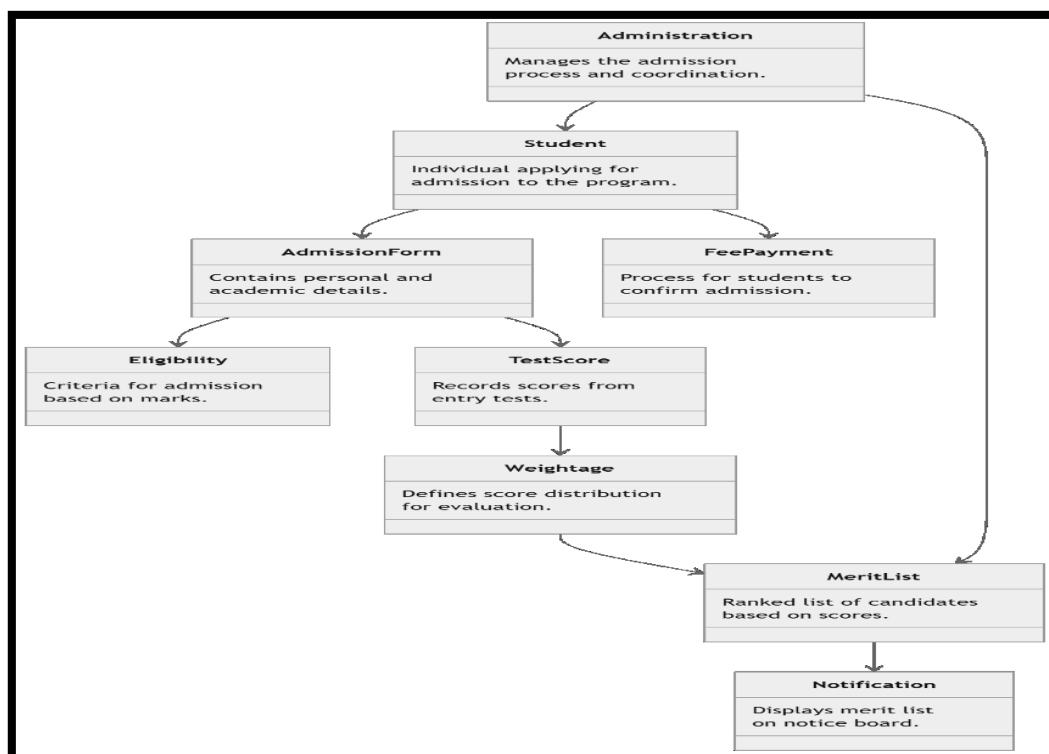 Administration
Manages the admission
process and coordination.
Student
Individual applying for
admission to the program.
AdmissionForm
Contains personal and
academic details.
FeePayment
Process for students to
confirm admission.
Eligibility
Criteria for admission
based on marks.
TestScore
Records scores from
entry tests.
Weightage
Defines score distribution
for evaluation.
MeritList
Ranked list of candidates
based on scores.
Notification
Displays merit list
on notice board.